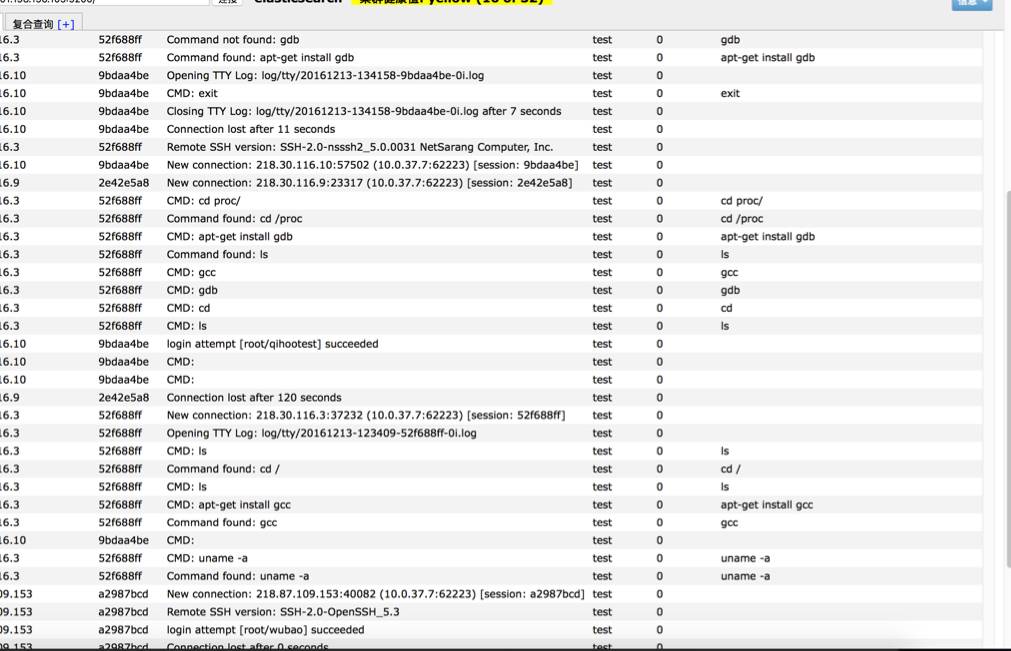 连接 Elasticsearch
信息
复合查询 [+]
16.3 52f688ff Command not found: gdb test 0 gdb
16.3 52f688ff Command found: apt-get install gdb test 0 apt-get install gdb
16.10 9bdaa4be Opening TTY Log: log/tty/20161213-134158-9bdaa4be-0i.log test 0
16.10 9bdaa4be CMD: exit test 0 exit
16.10 9bdaa4be Closing TTY Log: log/tty/20161213-134158-9bdaa4be-0i.log after 7 seconds test 0
16.10 9bdaa4be Connection lost after 11 seconds test 0
16.3 52f688ff Remote SSH version: SSH-2.0-nsssh2_5.0.0031 NetSarang Computer, Inc. test 0
16.10 9bdaa4be New connection: 218.30.116.10:57502 (10.0.37.7:62223) [session: 9bdaa4be] test 0
16.9 2e42e5a8 New connection: 218.30.116.9:23317 (10.0.37.7:62223) [session: 2e42e5a8] test 0
16.3 52f688ff CMD: cd proc/ test 0 cd proc/
16.3 52f688ff Command found: cd /proc test 0 cd /proc
16.3 52f688ff CMD: apt-get install gdb test 0 apt-get install gdb
16.3 52f688ff Command found: ls test 0 ls
16.3 52f688ff CMD: gcc test 0 gcc
16.3 52f688ff CMD: gdb test 0 gdb
16.3 52f688ff CMD: cd test 0 cd
16.3 52f688ff CMD: ls test 0 ls
16.10 9bdaa4be login attempt [root/qihootest] succeeded test 0
16.10 9bdaa4be CMD: test 0
16.10 9bdaa4be CMD: test 0
16.9 2e42e5a8 Connection lost after 120 seconds test 0
16.3 52f688ff New connection: 218.30.116.3:37232 (10.0.37.7:62223) [session: 52f688ff] test 0
16.3 52f688ff Opening TTY Log: log/tty/20161213-123409-52f688ff-0i.log test 0
16.3 52f688ff CMD: ls test 0 ls
16.3 52f688ff Command found: cd / test 0 cd /
16.3 52f688ff CMD: ls test 0 ls
16.3 52f688ff CMD: apt-get install gcc test 0 apt-get install gcc
16.3 52f688ff Command found: gcc test 0 gcc
16.10 9bdaa4be CMD: test 0
16.3 52f688ff CMD: uname -a test 0 uname -a
16.3 52f688ff Command found: uname -a test 0 uname -a
09.153 a2987bcd New connection: 218.87.109.153:40082 (10.0.37.7:62223) [session: a2987bcd] test 0
09.153 a2987bcd Remote SSH version: SSH-2.0-OpenSSH_5.3 test 0
09.153 a2987bcd login attempt [root/wubao] succeeded test 0
09.153 a2987bcd Connection lost after 0 seconds test 0